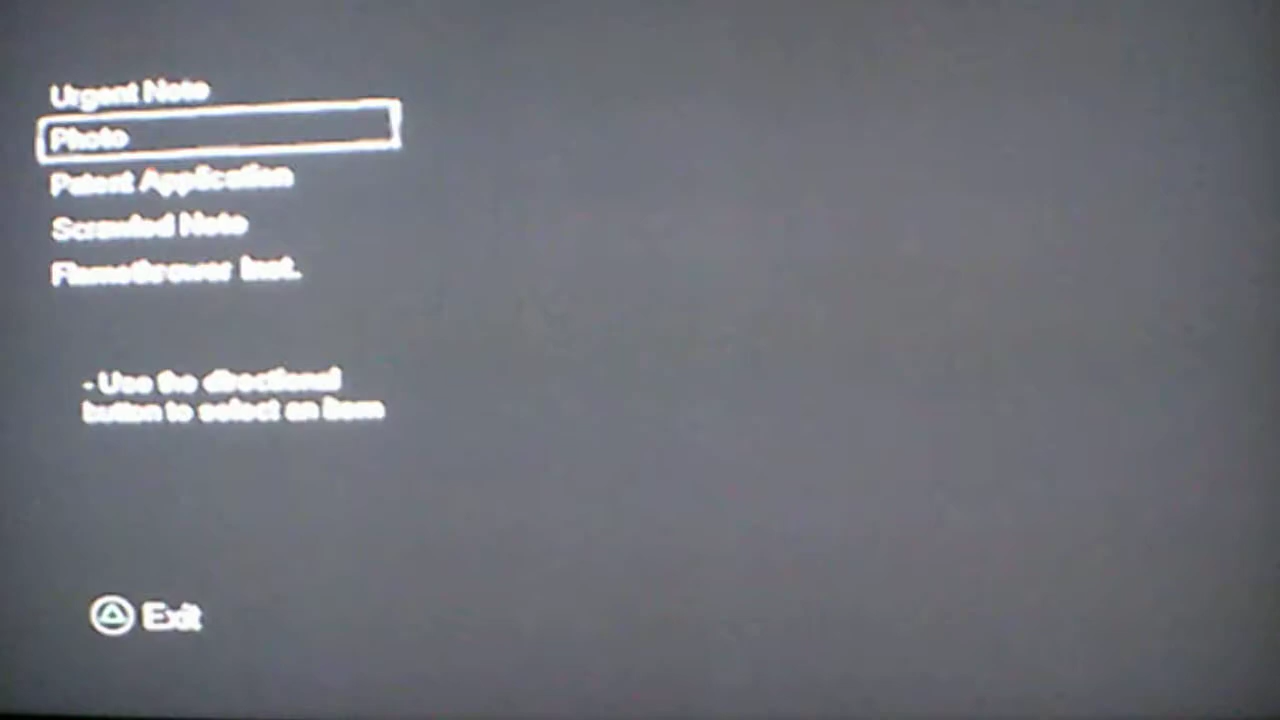 Urgent Note
Photo
Patent Application
Scrawled Note
Flamethrower Inst.
- Use the directional
button to select an item
Exit